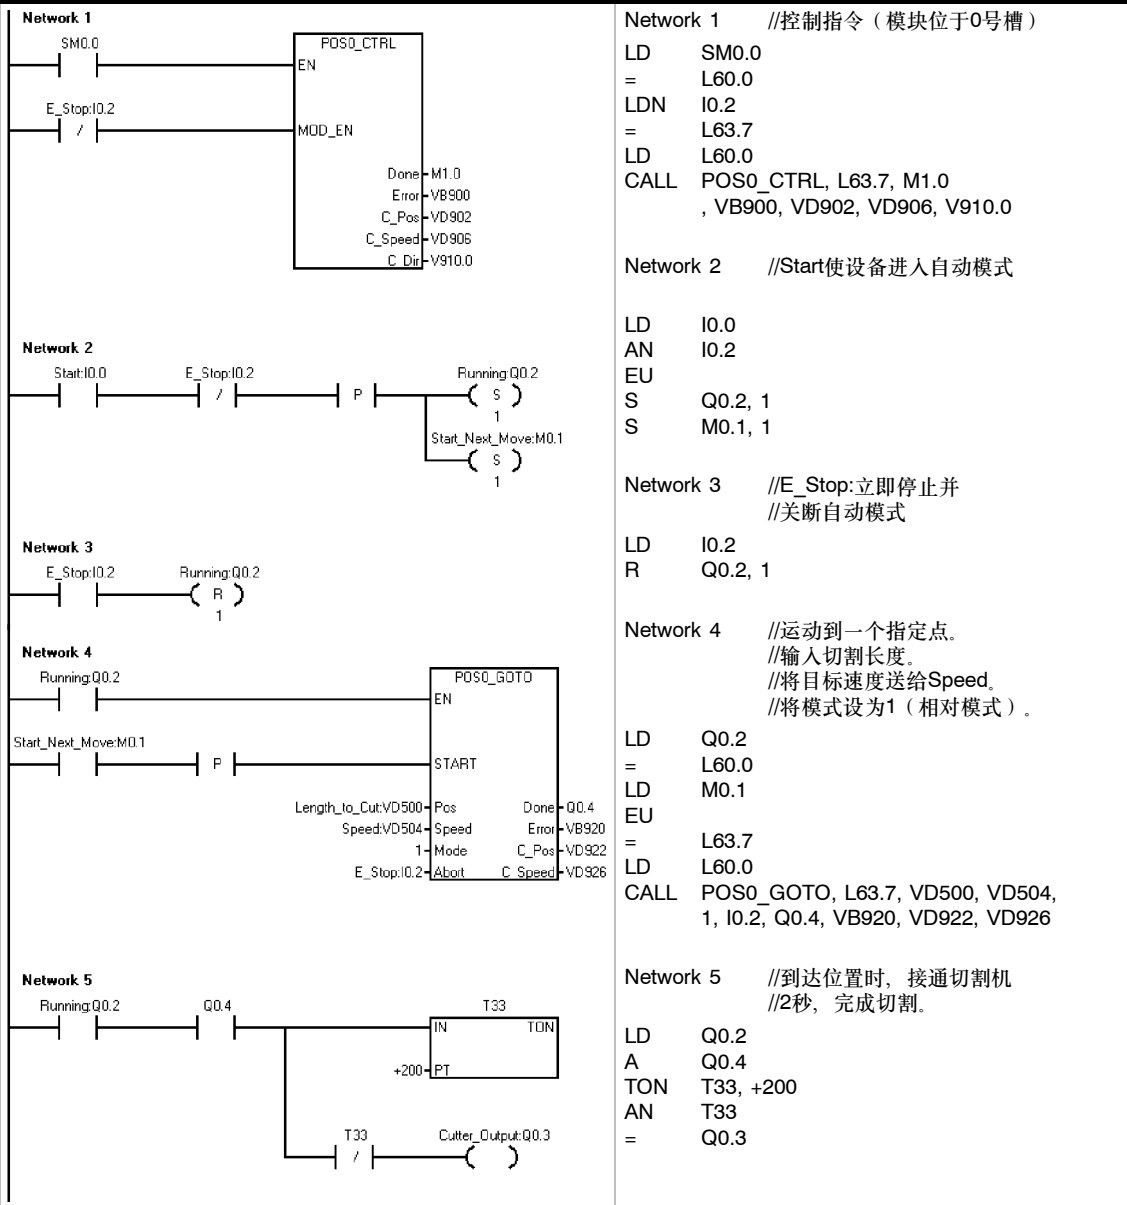 Network 1
SM0.0
POS0_CTRL
EN
E_Stop:I0.2
/
MOD_EN
Done M1.0
Error VB900
C_Pos VD902
C_Speed VD906
C_Dir V910.0
Network 2
Start:I0.0 E_Stop:I0.2 Running:Q0.2
/ P S
1
Start_Next_Move:M0.1
S
1
Network 3
E_Stop:I0.2 Running:Q0.2
R
1
Network 4
Running:Q0.2 POS0_GOTO
EN
Start_Next_Move:M0.1
P START
Length_to_Cut:VD500 Pos Done Q0.4
Speed:VD504 Speed Error VB920
1 Mode C_Pos VD922
E_Stop:I0.2 Abort C_Speed VD926
Network 5
Running:Q0.2 Q0.4 T33
IN TON
+200 PT
T33 Cutter_Output:Q0.3
/
Network 1 //控制指令（模块位于0号槽）
LD SM0.0
= L60.0
LDN I0.2
= L63.7
LD L60.0
CALL POS0_CTRL, L63.7, M1.0
, VB900, VD902, VD906, V910.0
Network 2 //Start使设备进入自动模式
LD I0.0
AN I0.2
EU
S Q0.2, 1
S M0.1, 1
Network 3 //E_Stop:立即停止并
//关断自动模式
LD I0.2
R Q0.2, 1
Network 4 //运动到一个指定点。
//输入切割长度。
//将目标速度送给Speed。
//将模式设为1（相对模式）。
LD Q0.2
= L60.0
LD M0.1
EU
= L63.7
LD L60.0
CALL POS0_GOTO, L63.7, VD500, VD504,
1, I0.2, Q0.4, VB920, VD922, VD926
Network 5 //到达位置时，接通切割机
//2秒，完成切割。
LD Q0.2
A Q0.4
TON T33, +200
AN T33
= Q0.3